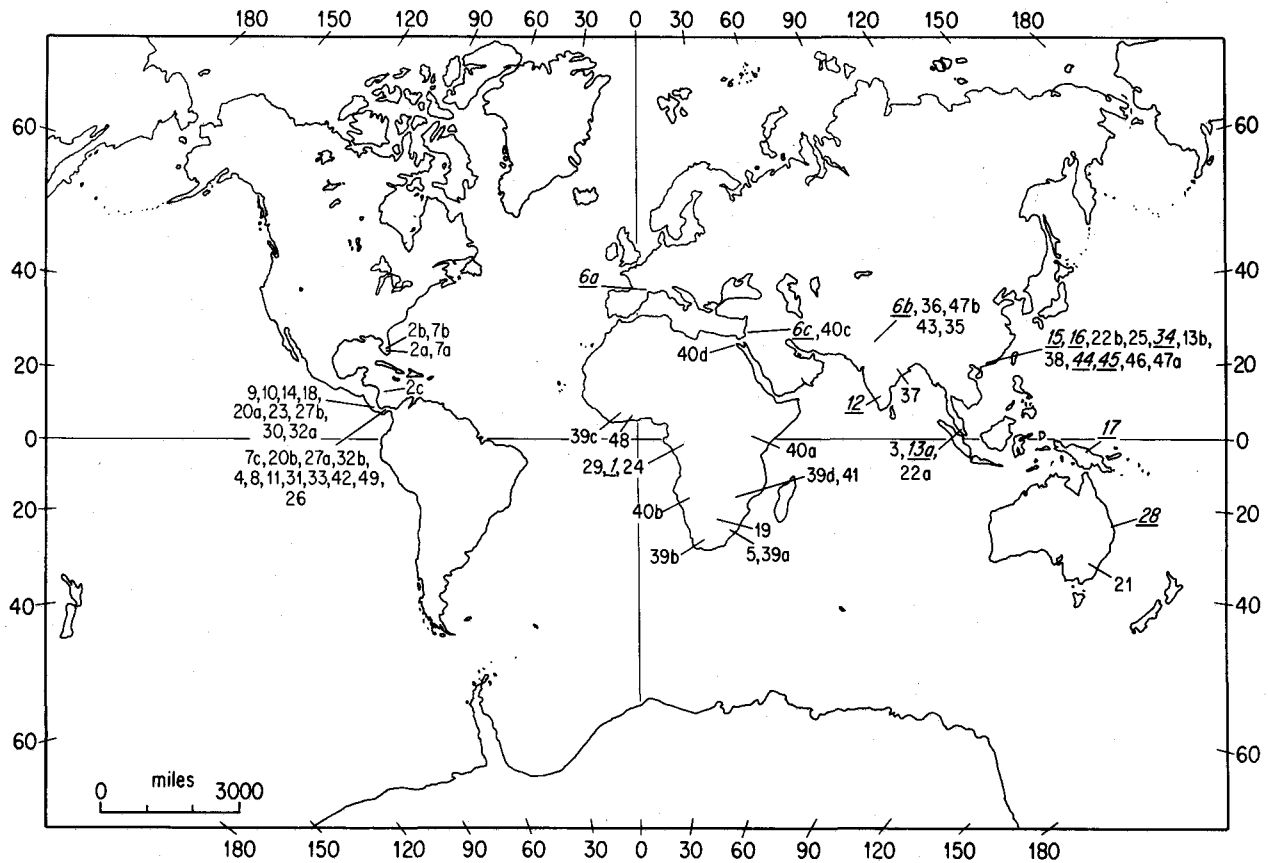 180 150 120 90 60 30 0 30 60 90 120 150 180
60 60
40 40
6a
6b,36,47b
43,35
2b,7b
2a,7a
6c,40c
40d
15,16,22b,25,34,13b,
38,44,45,46,47a
20 20
2c
9,10,14,18,
20a,23,27b,
30,32a
12
37
17
0 0
39c 48
40a
3,13a,
22a
29,1,24
7c,20b,27a,32b,
4,8,11,31,33,42,49,
26
39d,41
40b
20 20
19
28
39b
5,39a
21
40 40
60 60
miles
0 3000
180 150 120 90 60 30 0 30 60 90 120 150 180